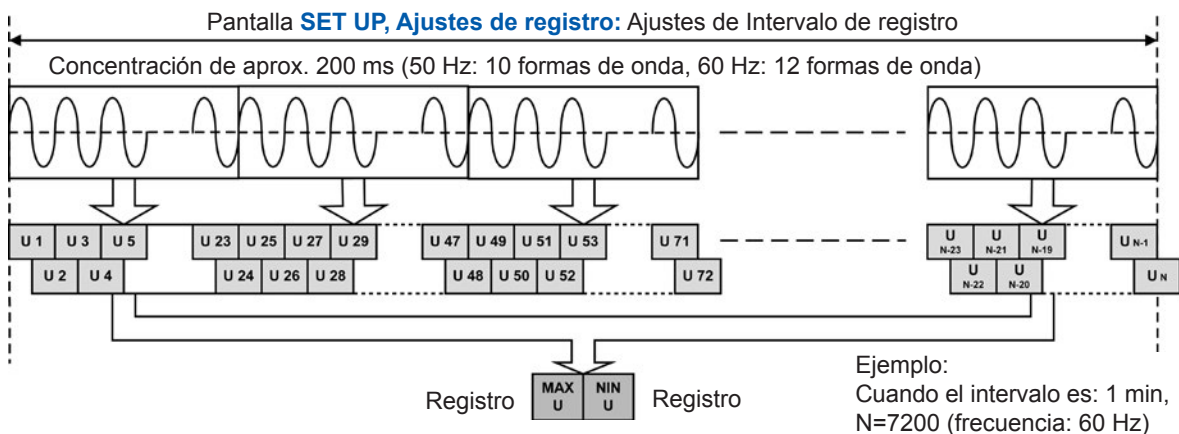 Pantalla SET UP, Ajustes de registro: Ajustes de Intervalo de registro
Concentración de aprox. 200 ms (50 Hz: 10 formas de onda, 60 Hz: 12 formas de onda)
U 1 U 3 U 5 U 23 U 25 U 27 U 29 U 47 U 49 U 51 U 53 U 71 U N-23 U N-21 U N-19 U N-1
U 2 U 4 U 24 U 26 U 28 U 48 U 50 U 52 U 72 U N-22 U N-20 U N
Registro MAX U NIN U Registro
Ejemplo:
Cuando el intervalo es: 1 min,
N=7200 (frecuencia: 60 Hz)